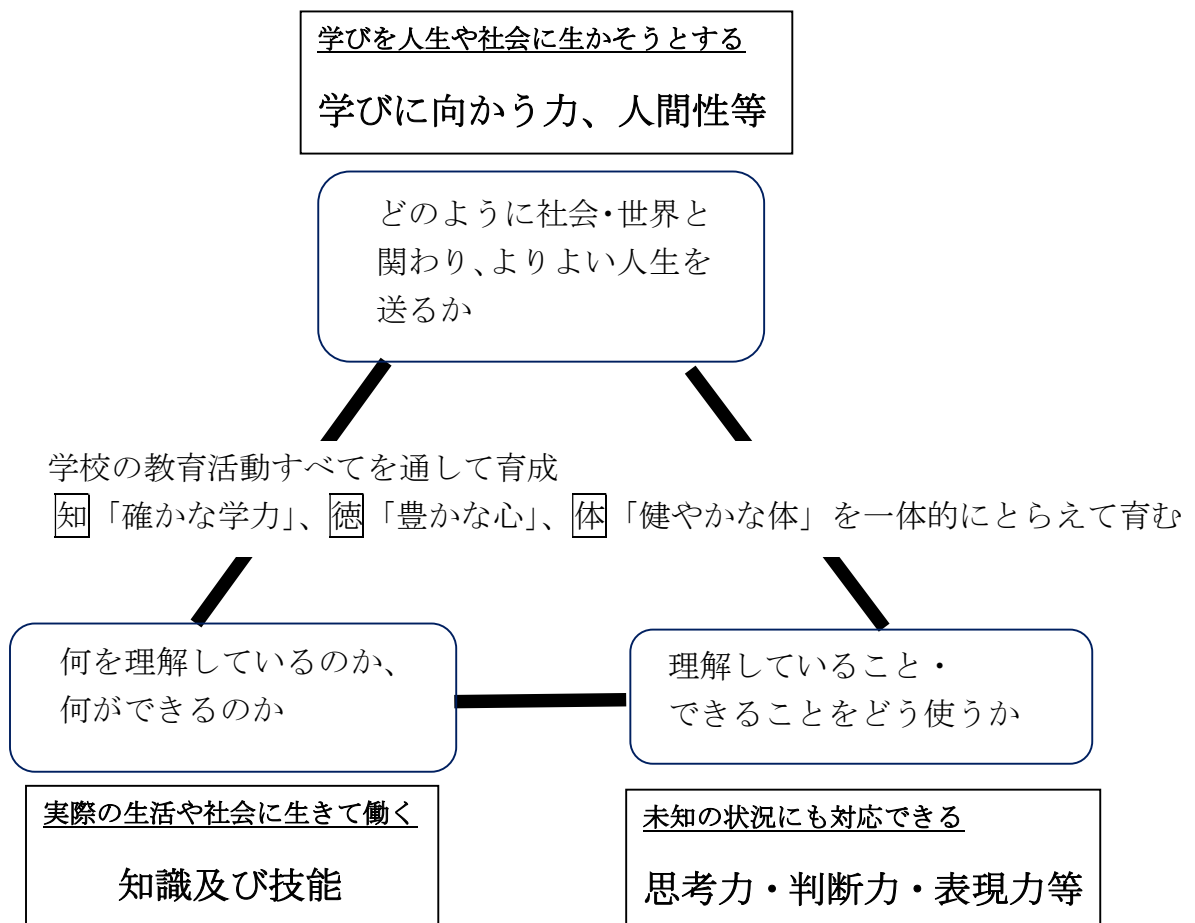 学びを人生や社会に生かそうとする
学びに向かう力、人間性等
どのように社会・世界と
関わり、よりよい人生を
送るか
学校の教育活動すべてを通して育成
知「確かな学力」、徳「豊かな心」、体「健やかな体」を一体的にとらえて育む
何を理解しているのか、
何ができるのか
理解していること・
できることをどう使うか
実際の生活や社会に生きて働く
知識及び技能
未知の状況にも対応できる
思考力・判断力・表現力等